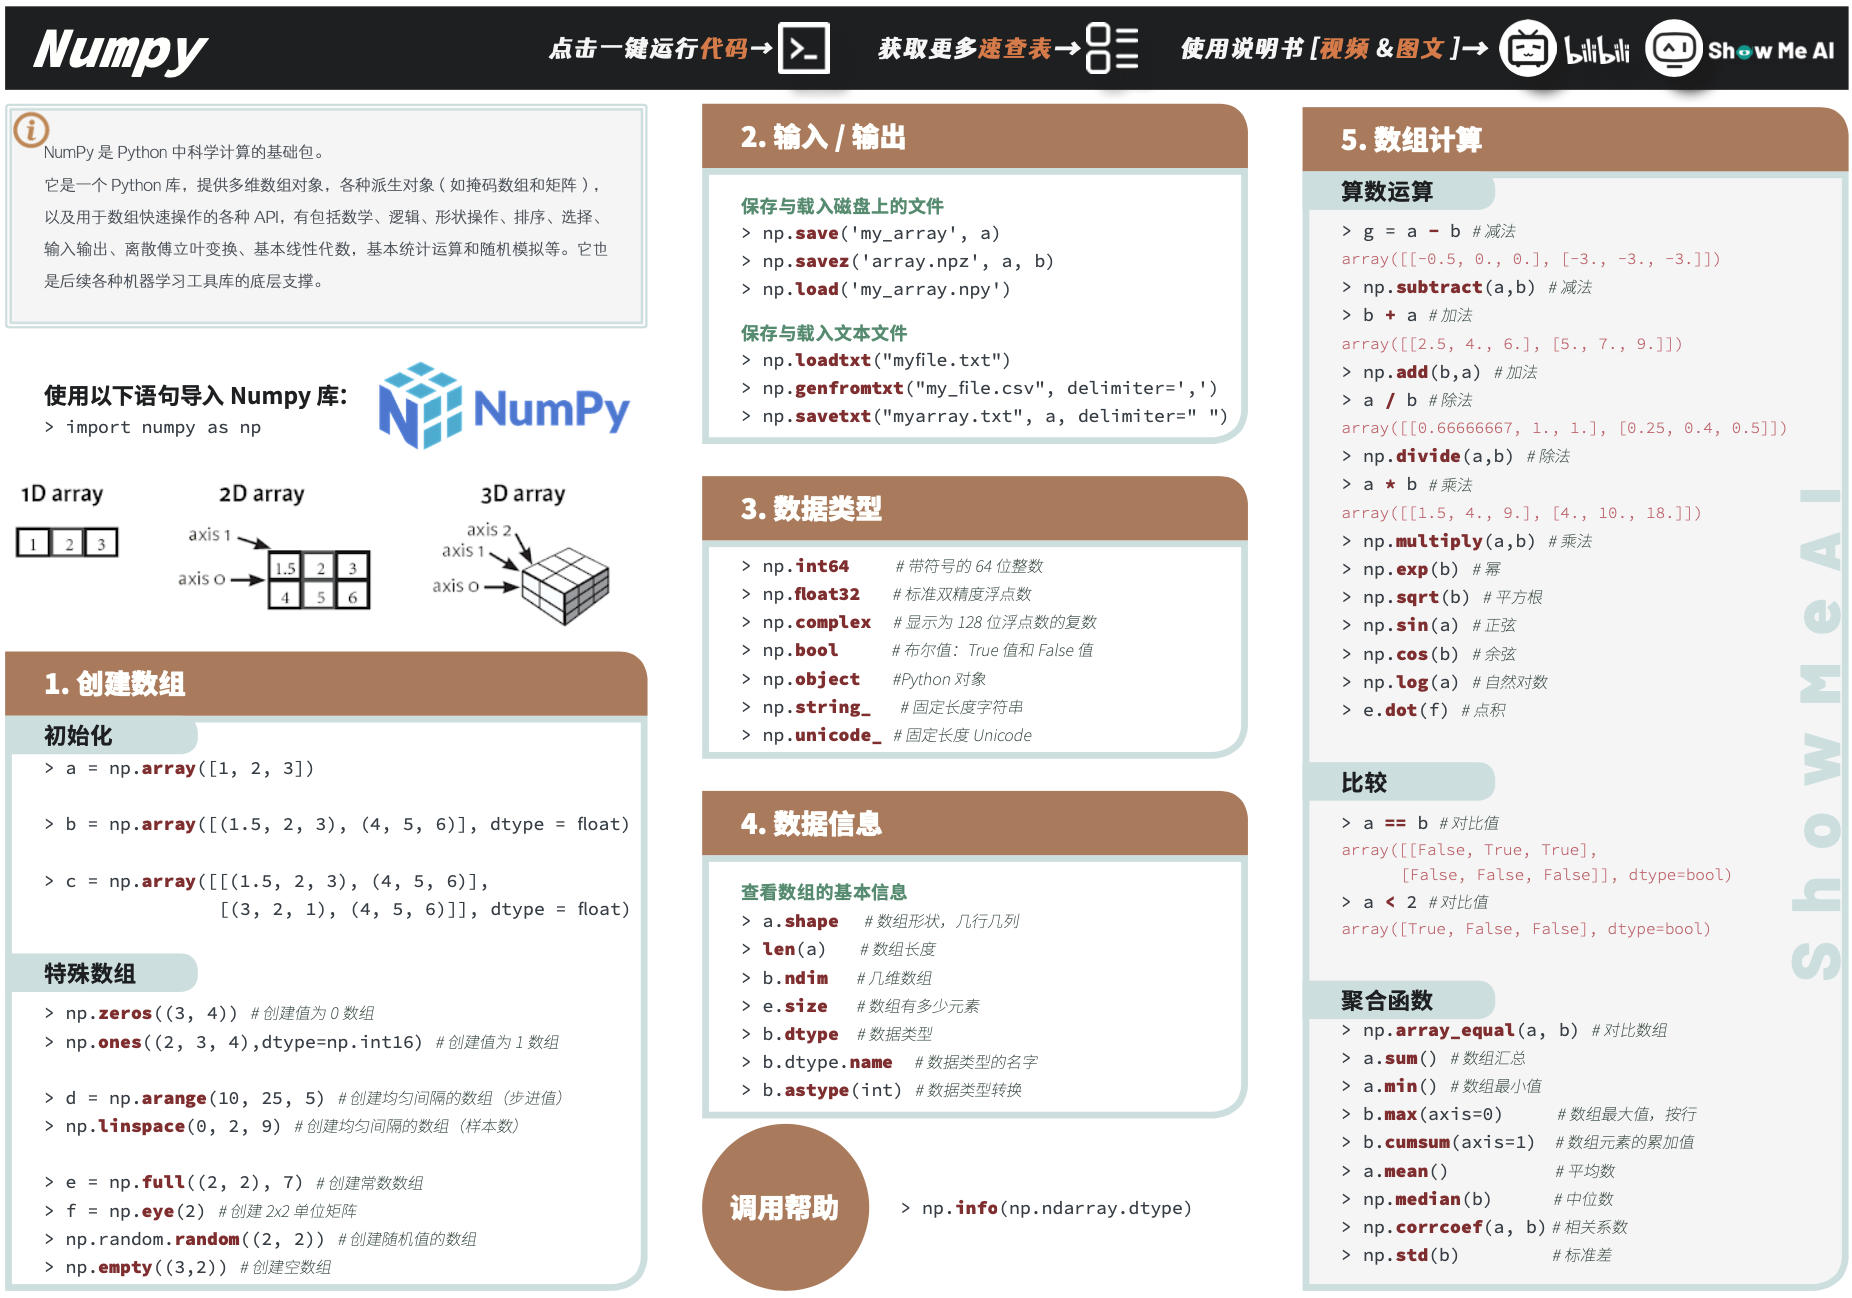 Numpy
点击一键运行代码→
获取更多速查表→
使用说明书 [视频 &图文 ]→
bilibili
Show Me AI
NumPy 是 Python 中科学计算的基础包。
它是一个 Python 库，提供多维数组对象，各种派生对象（如掩码数组和矩阵），
以及用于数组快速操作的各种 API，有包括数学、逻辑、形状操作、排序、选择、
输入输出、离散傅立叶变换、基本线性代数，基本统计运算和随机模拟等。它也
是后续各种机器学习工具库的底层支撑。
使用以下语句导入 Numpy 库：
> import numpy as np
NumPy
1D array
1 2 3
2D array
axis 1
axis 0
1.5 2 3
4 5 6
3D array
axis 2
axis 1
axis 0
1. 创建数组
初始化
> a = np.array([1, 2, 3])
> b = np.array([(1.5, 2, 3), (4, 5, 6)], dtype = float)
> c = np.array([[(1.5, 2, 3), (4, 5, 6)],
[(3, 2, 1), (4, 5, 6)]], dtype = float)
特殊数组
> np.zeros((3, 4)) # 创建值为 0 数组
> np.ones((2, 3, 4),dtype=np.int16) # 创建值为 1 数组
> d = np.arange(10, 25, 5) # 创建均匀间隔的数组（步进值）
> np.linspace(0, 2, 9) # 创建均匀间隔的数组（样本数）
> e = np.full((2, 2), 7) # 创建常数数组
> f = np.eye(2) # 创建 2x2 单位矩阵
> np.random.random((2, 2)) # 创建随机值的数组
> np.empty((3,2)) # 创建空数组
2. 输入 / 输出
保存与载入磁盘上的文件
> np.save('my_array', a)
> np.savez('array.npz', a, b)
> np.load('my_array.npy')
保存与载入文本文件
> np.loadtxt("myfile.txt")
> np.genfromtxt("my_file.csv", delimiter=',')
> np.savetxt("myarray.txt", a, delimiter=" ")
3. 数据类型
> np.int64 # 带符号的 64 位整数
> np.float32 # 标准双精度浮点数
> np.complex # 显示为 128 位浮点数的复数
> np.bool # 布尔值：True 值和 False 值
> np.object #Python 对象
> np.string_ # 固定长度字符串
> np.unicode_ # 固定长度 Unicode
4. 数据信息
查看数组的基本信息
> a.shape # 数组形状，几行几列
> len(a) # 数组长度
> b.ndim # 几维数组
> e.size # 数组有多少元素
> b.dtype # 数据类型
> b.dtype.name # 数据类型的名字
> b.astype(int) # 数据类型转换
调用帮助
> np.info(np.ndarray.dtype)
5. 数组计算
算数运算
> g = a - b # 减法
array([[-0.5, 0., 0.], [-3., -3., -3.]])
> np.subtract(a,b) # 减法
> b + a # 加法
array([[2.5, 4., 6.], [5., 7., 9.]])
> np.add(b,a) # 加法
> a / b # 除法
array([[0.66666667, 1., 1.], [0.25, 0.4, 0.5]])
> np.divide(a,b) # 除法
> a * b # 乘法
array([[1.5, 4., 9.], [4., 10., 18.]])
> np.multiply(a,b) # 乘法
> np.exp(b) # 幂
> np.sqrt(b) # 平方根
> np.sin(a) # 正弦
> np.cos(b) # 余弦
> np.log(a) # 自然对数
> e.dot(f) # 点积
比较
> a == b # 对比值
array([[False, True, True],
[False, False, False]], dtype=bool)
> a < 2 # 对比值
array([True, False, False], dtype=bool)
聚合函数
> np.array_equal(a, b) # 对比数组
> a.sum() # 数组汇总
> a.min() # 数组最小值
> b.max(axis=0) # 数组最大值，按行
> b.cumsum(axis=1) # 数组元素的累加值
> a.mean() # 平均数
> np.median(b) # 中位数
> np.corrcoef(a, b) # 相关系数
> np.std(b) # 标准差
ShowMeAI